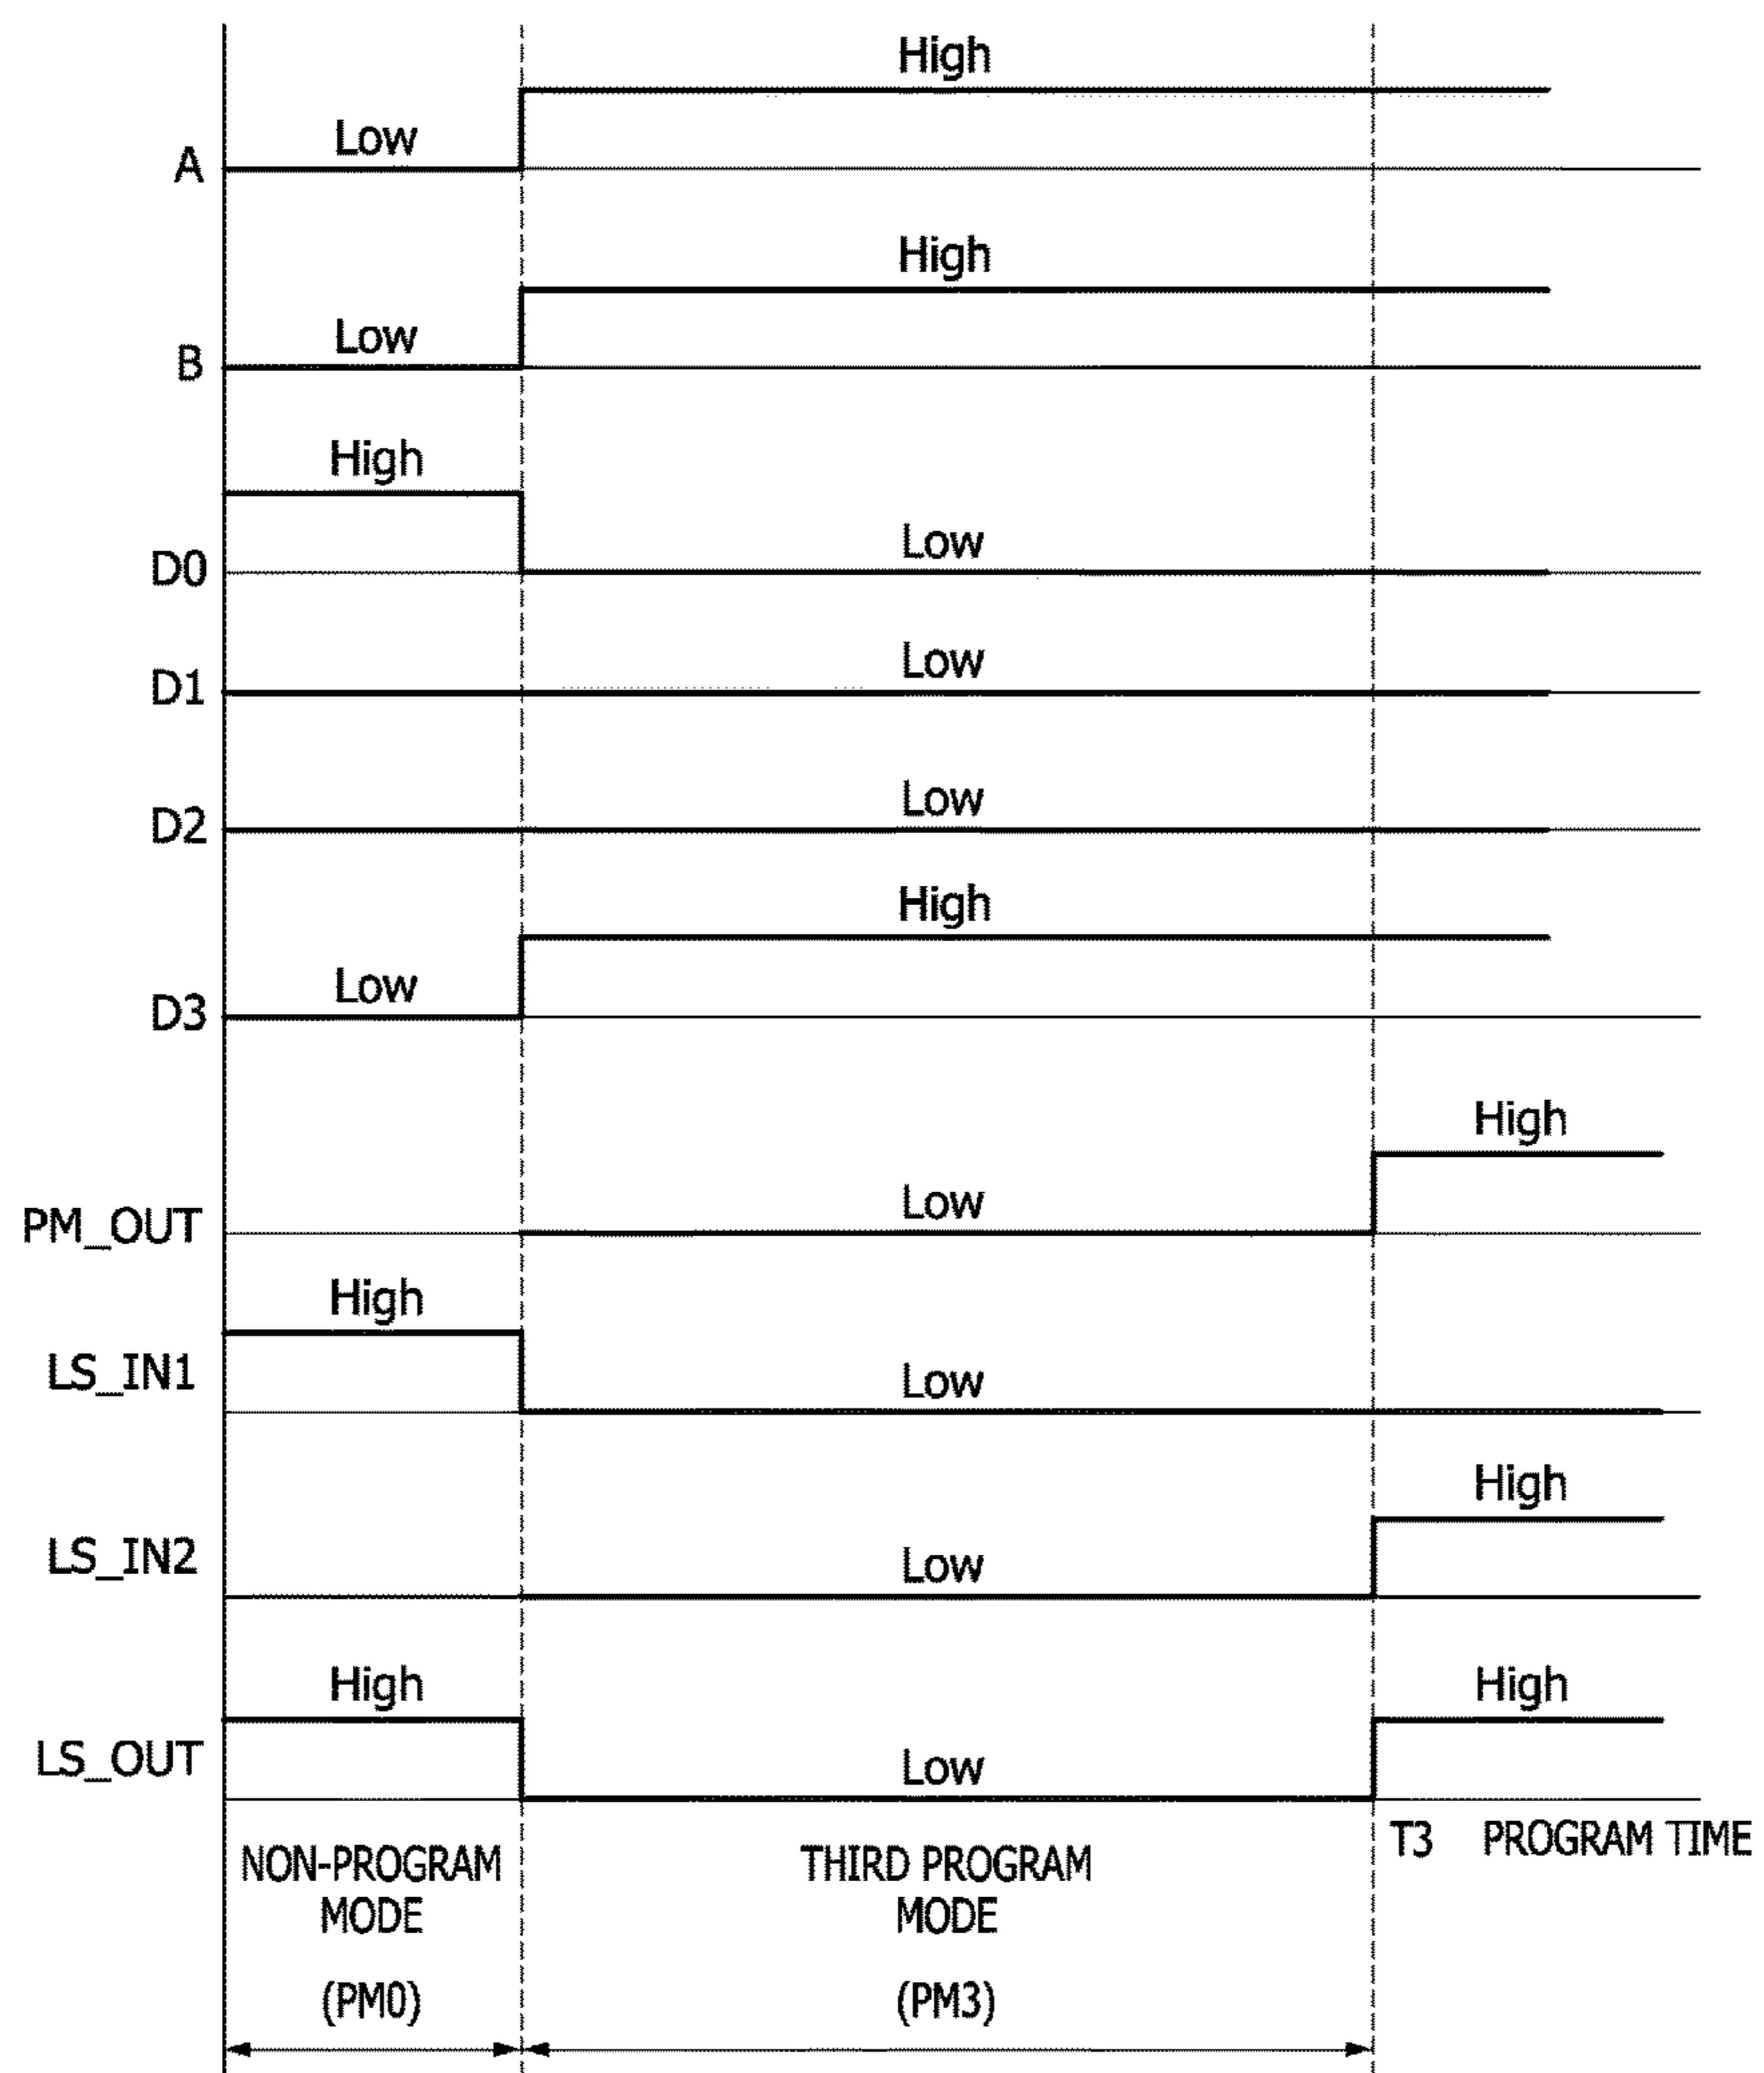 High
Low
A
High
Low
B
High
Low
D0
Low
D1
Low
D2
High
Low
D3
High
Low
PM_OUT
High
Low
LS_IN1
High
Low
LS_IN2
High High
Low
LS_OUT
T3 PROGRAM TIME
NON-PROGRAM MODE (PM0)
THIRD PROGRAM MODE (PM3)